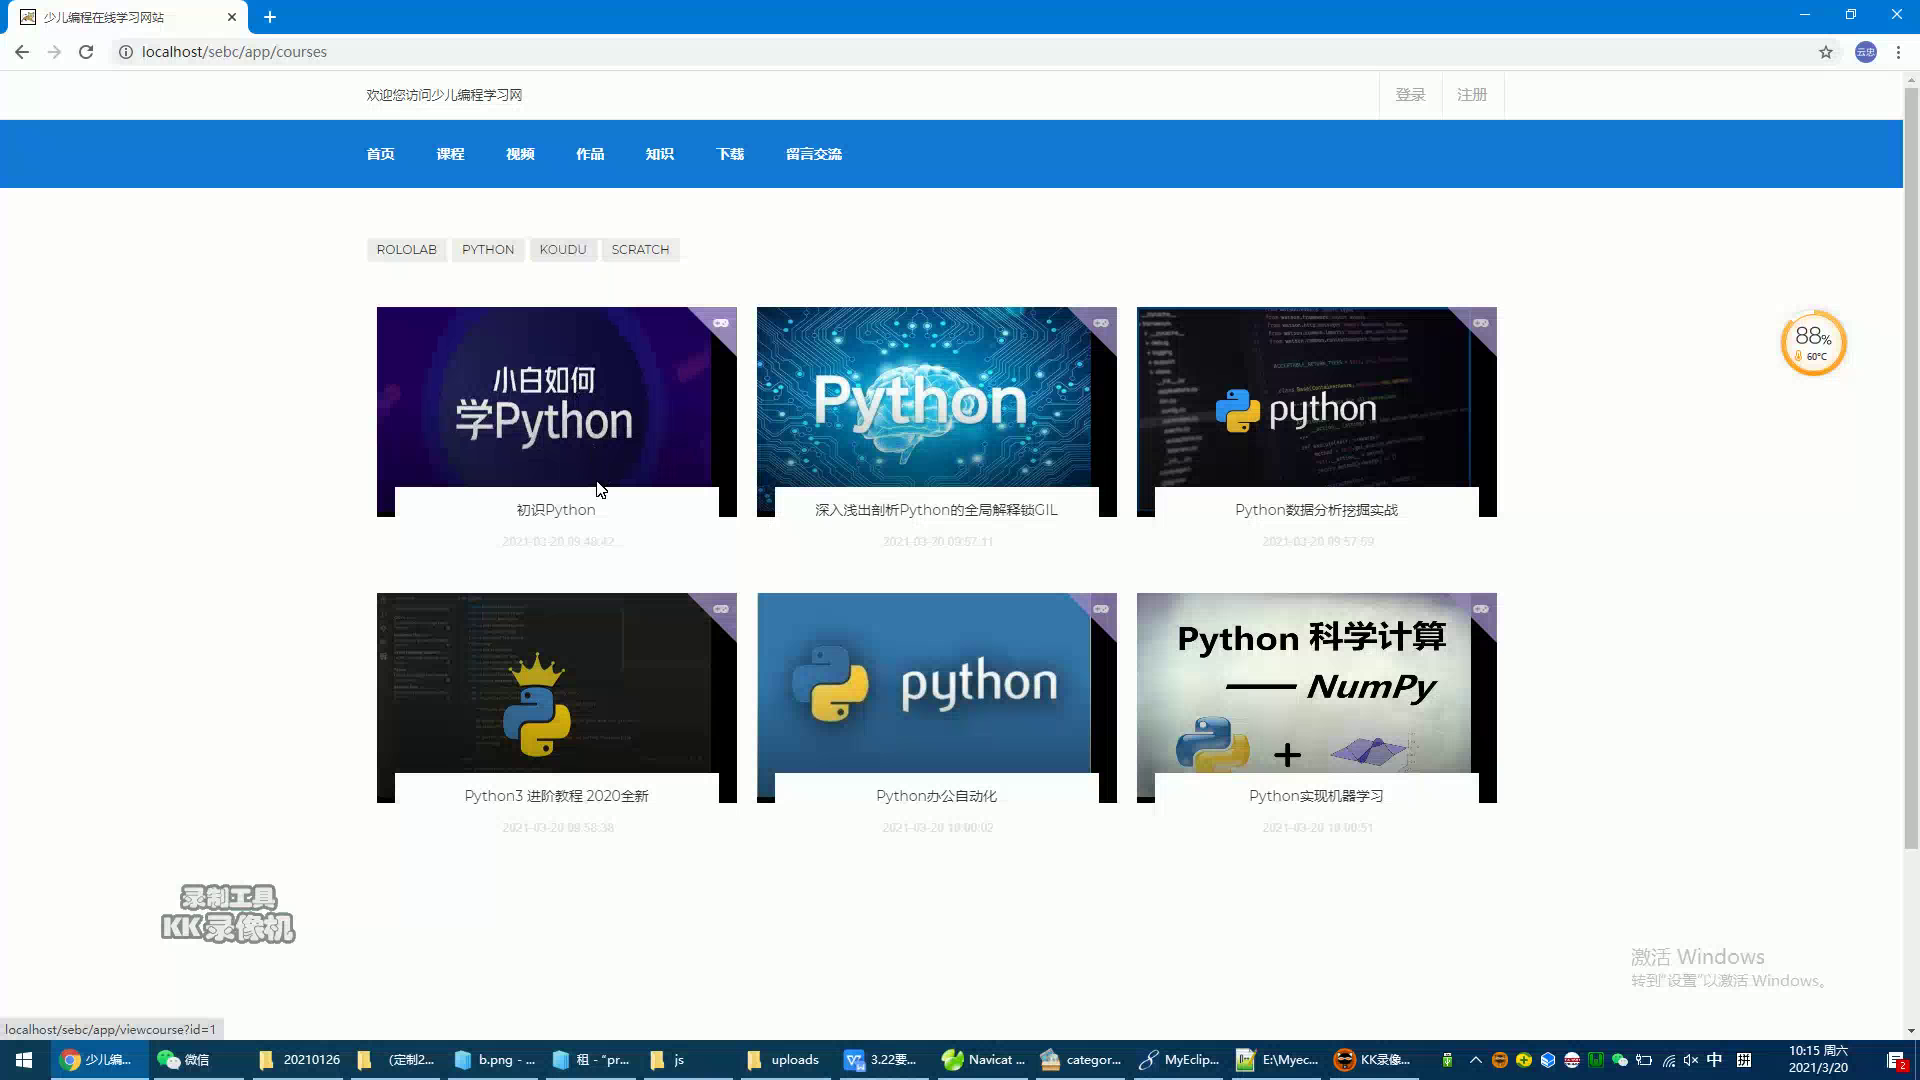 少儿编程在线学习网站
localhost/sebc/app/courses
云忠
欢迎您访问少儿编程学习网
登录 注册
首页 课程 视频 作品 知识 下载 留言交流
ROLOLAB PYTHON KOUDU SCRATCH
小白如何
学Python
初识Python
2021-03-20 09:48:42
Python
深入浅出剖析Python的全局解释锁GIL
2021-03-20 09:57:11
python
Python数据分析挖掘实战
2021-03-20 09:57:59
88%
60℃
Python3 进阶教程 2020全新
2021-03-20 09:58:38
python
Python办公自动化
2021-03-20 10:00:02
Python 科学计算
—— NumPy
+
Python实现机器学习
2021-03-20 10:00:51
录制工具
KK录像机
激活 Windows
转到"设置"以激活 Windows。
localhost/sebc/app/viewcourse?id=1
少儿编... 微信 20210126 (定制2... b.png - ... 租 - "pr... js uploads 3.22要... Navicat ... categor... MyEclip... E:\Myec... KK录像... 中 拼
10:15 周六
2021/3/20
2